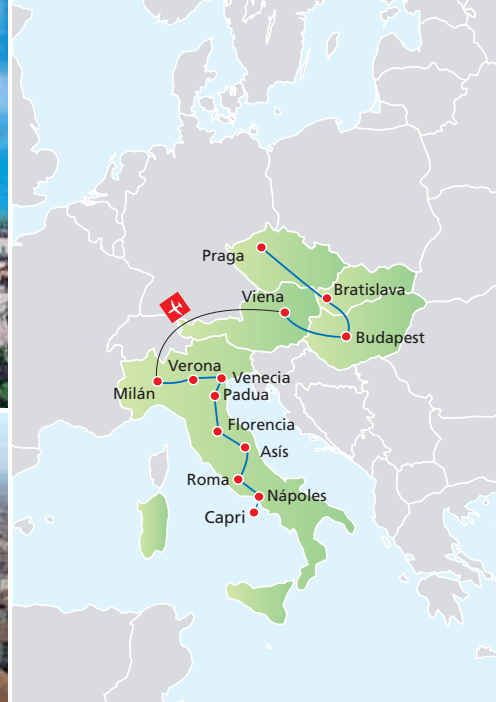 Praga
Bratislava
Viena
Budapest
Verona
Venecia
Milán
Padua
Florencia
Asís
Roma
Nápoles
Capri